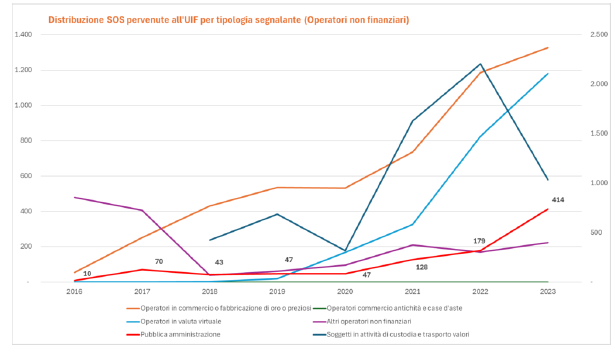 Distribuzione SOS pervenute all'UIF per tipologia segnalante (Operatori non finanziari)
1.400 2.500
1.200 2.000
1.000
800 1.500
600 1.000
400 500
200
- -
10 70 43 47 47 128 179 414
2016 2017 2018 2019 2020 2021 2022 2023
Operatori in commercio o fabbricazione di oro o preziosi Operatori commercio antichità e case d'aste
Operatori in valuta virtuale Altri operatori non finanziari
Pubblica amministrazione Soggetti in attività di custodia e trasporto valori